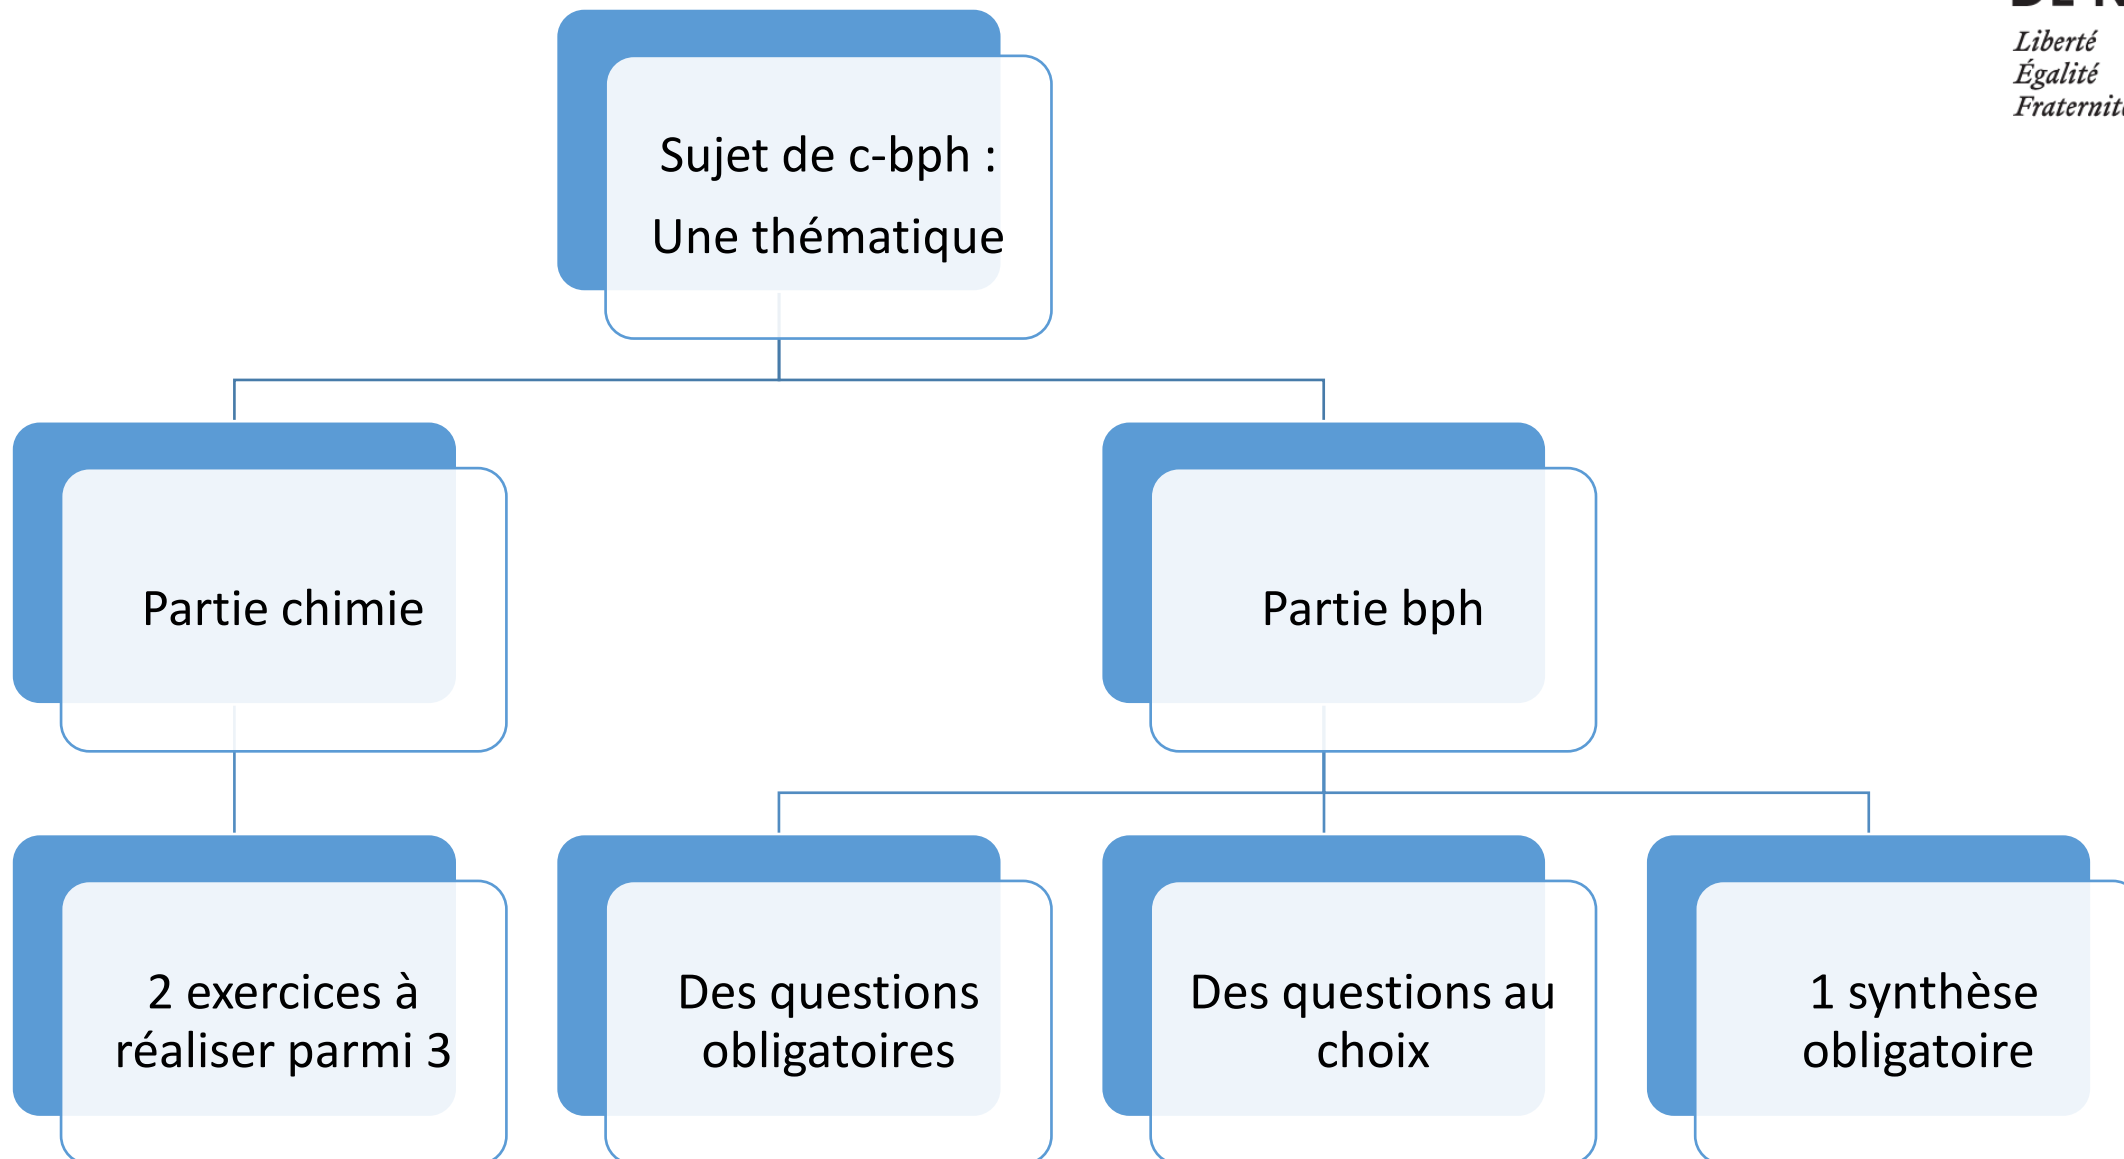 Liberté
Égalité
Sujet de c-bph :
Une thématique
Partie chimie
Partie bph
2 exercices à
réaliser parmi 3
Des questions
obligatoires
Des questions au
choix
1 synthèse
obligatoire